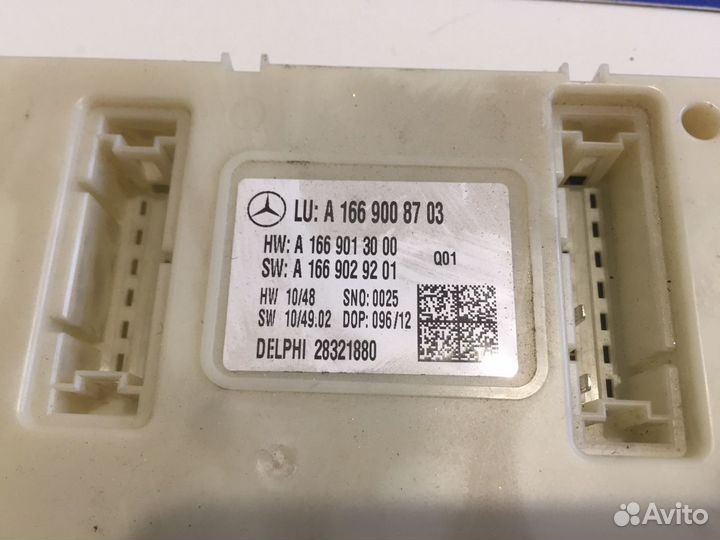 LU: A 166 900 87 03
HW: A 166 901 30 00
SW: A 166 902 92 01 Q01
HW 10/48 SNO: 0025
SW 10/49.02 DOP: 096/12
DELPHI 28321880
Avito